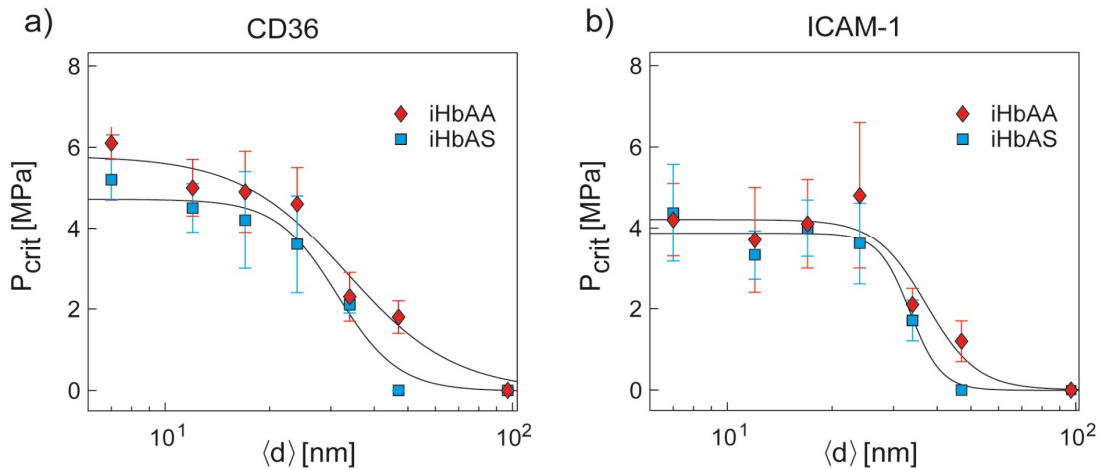 a)
CD36
8
6
4
2
0
P_crit [MPa]
iHbAA
iHbAS
10^1
10^2
⟨d⟩ [nm]
b)
ICAM-1
8
6
4
2
0
P_crit [MPa]
iHbAA
iHbAS
10^1
10^2
⟨d⟩ [nm]